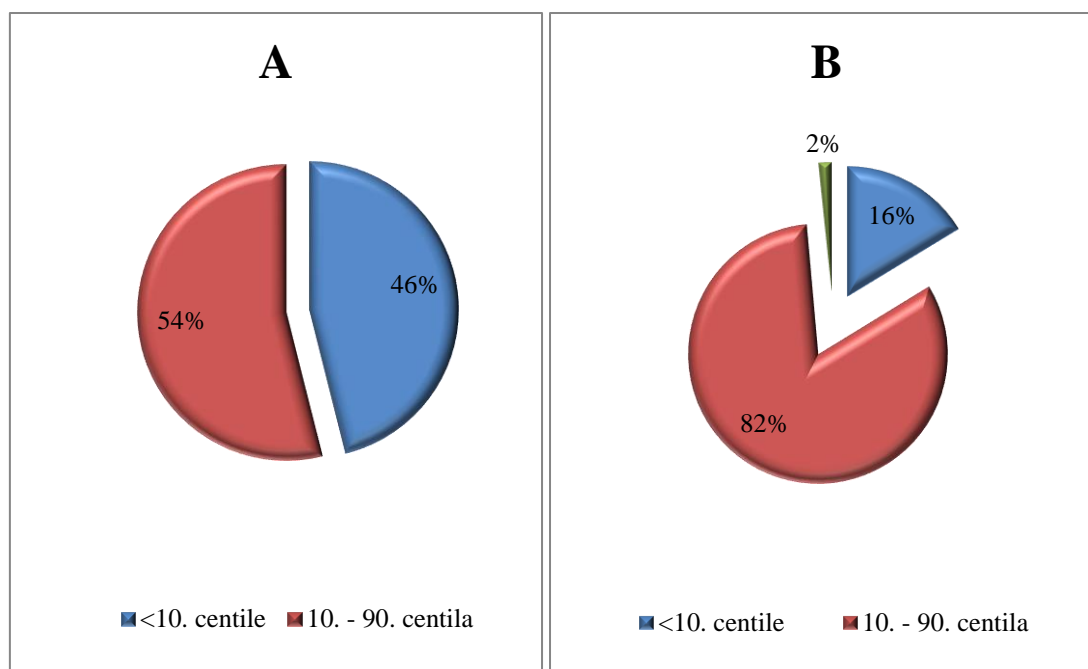 A
54%
46%
<10. centile 10. - 90. centila
B
2%
16%
82%
<10. centile 10. - 90. centila